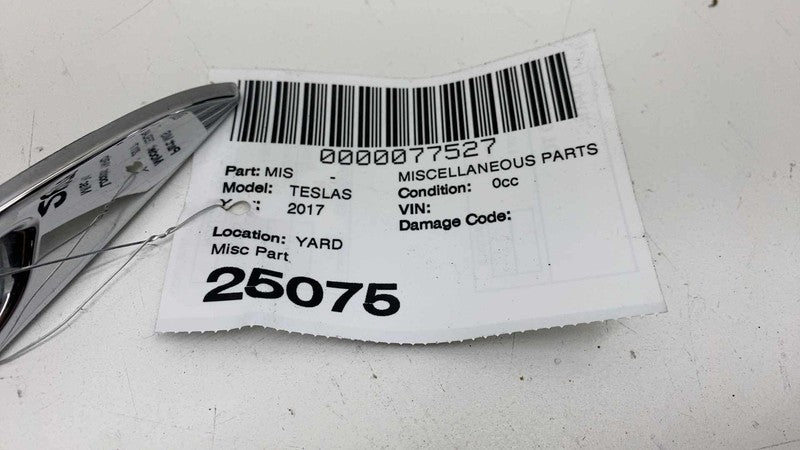 0000077527
Part: MIS - MISCELLANEOUS PARTS
Model: TESLAS Condition: 0cc
2017 VIN:
Damage Code:
Location: YARD
Misc Part
25075